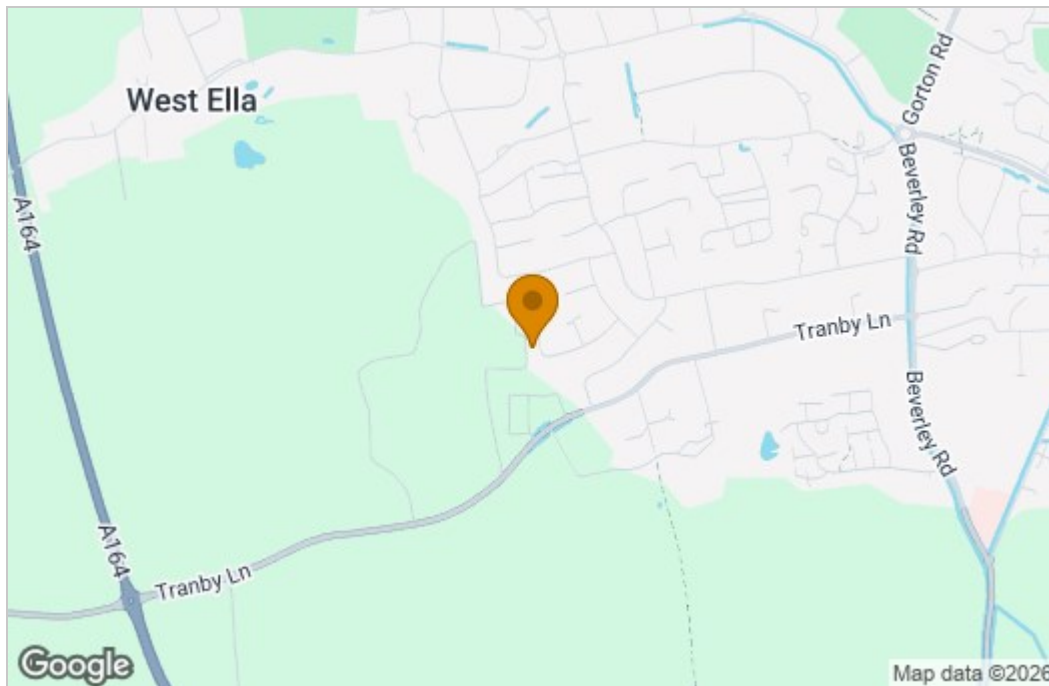 West Ella
Gorton Rd
Beverley Rd
A164
Tranby Ln
Beverley Rd
A164
Tranby Ln
Google
Map data ©2026